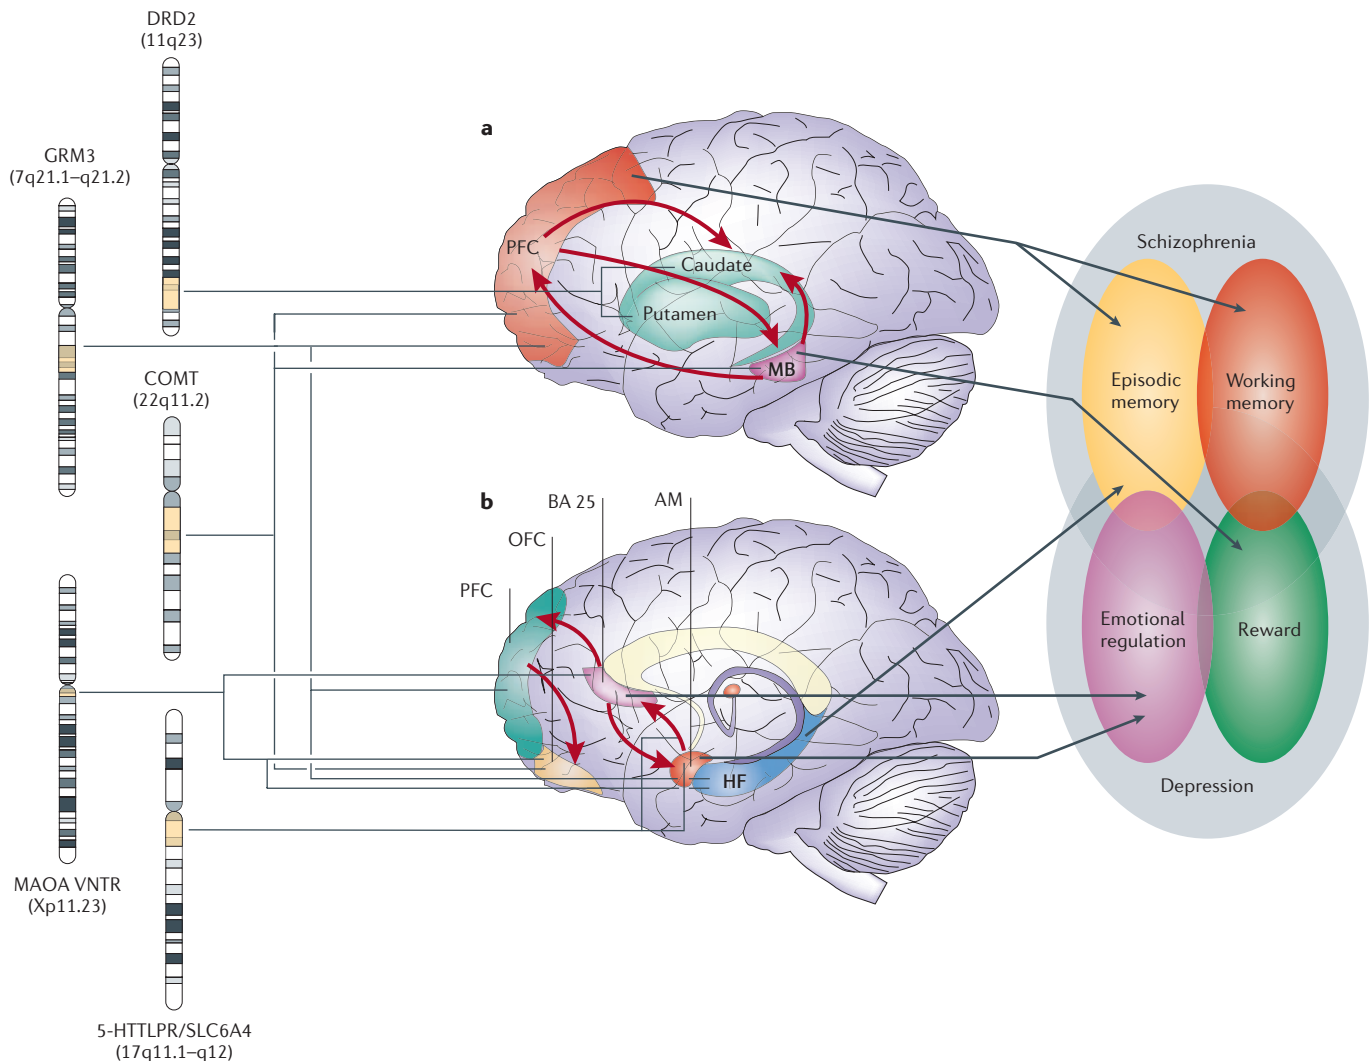 DRD2
(11q23)
GRM3
(7q21.1–q21.2)
COMT
(22q11.2)
MAOA VNTR
(Xp11.23)
5-HTTLPR/SLC6A4
(17q11.1–q12)
a
PFC
Caudate
Putamen
MB
b
BA 25
AM
OFC
PFC
HF
Schizophrenia
Episodic
memory
Working
memory
Emotional
regulation
Reward
Depression